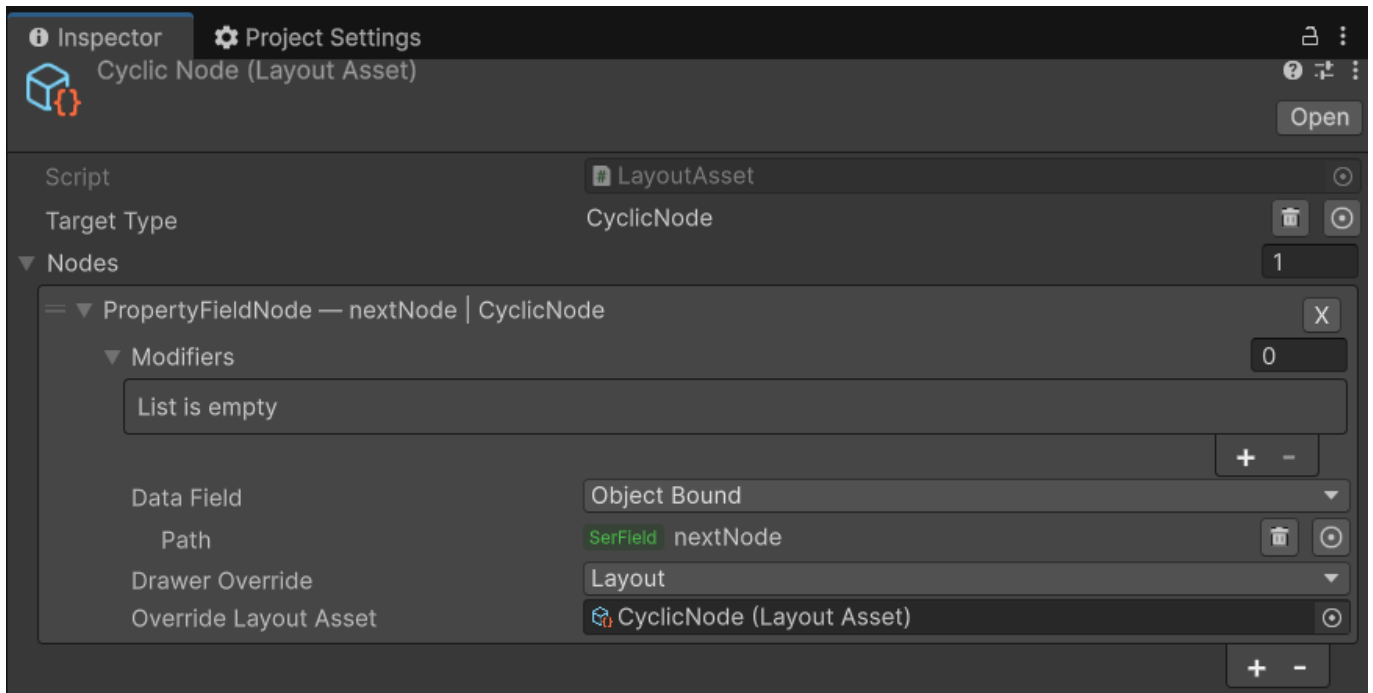 Inspector Project Settings
Cyclic Node (Layout Asset)
Open
Script LayoutAsset
Target Type CyclicNode
Nodes 1
PropertyFieldNode — nextNode | CyclicNode X
Modifiers 0
List is empty
+ -
Data Field Object Bound
Path SerField nextNode
Drawer Override Layout
Override Layout Asset CyclicNode (Layout Asset)
+ -